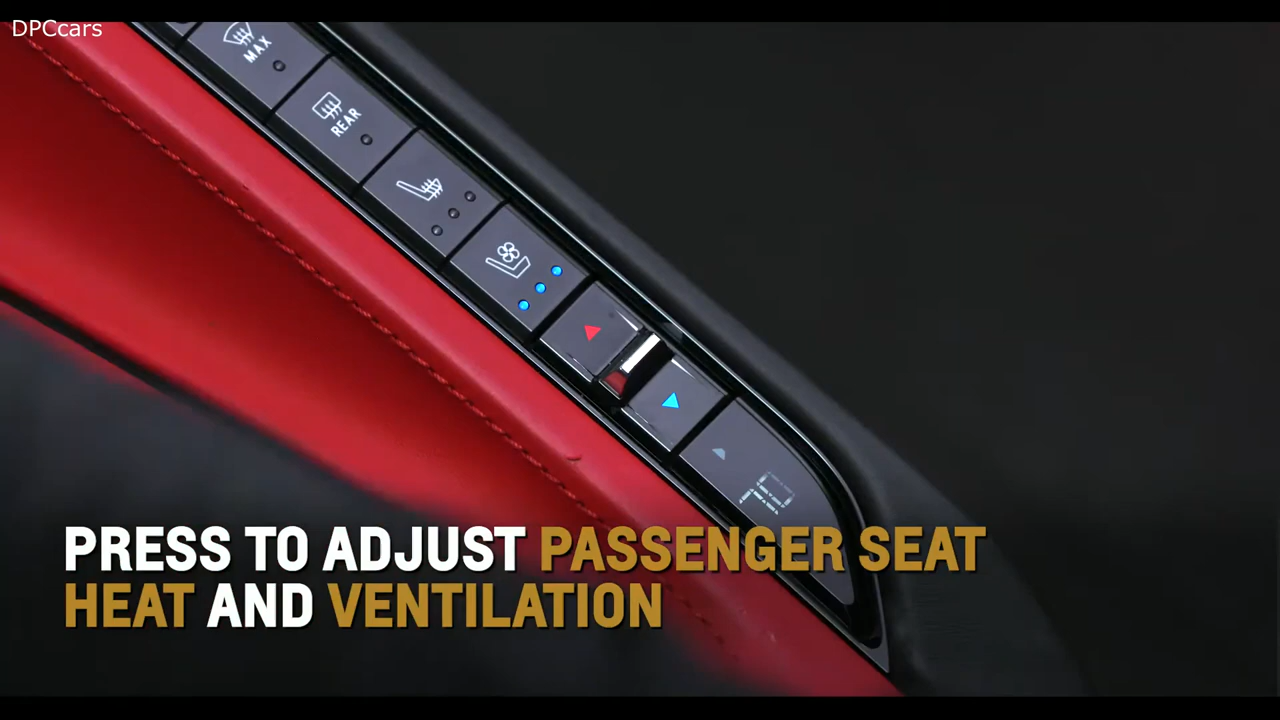 DPCcars
MAX
REAR
PRESS TO ADJUST PASSENGER SEAT
HEAT AND VENTILATION